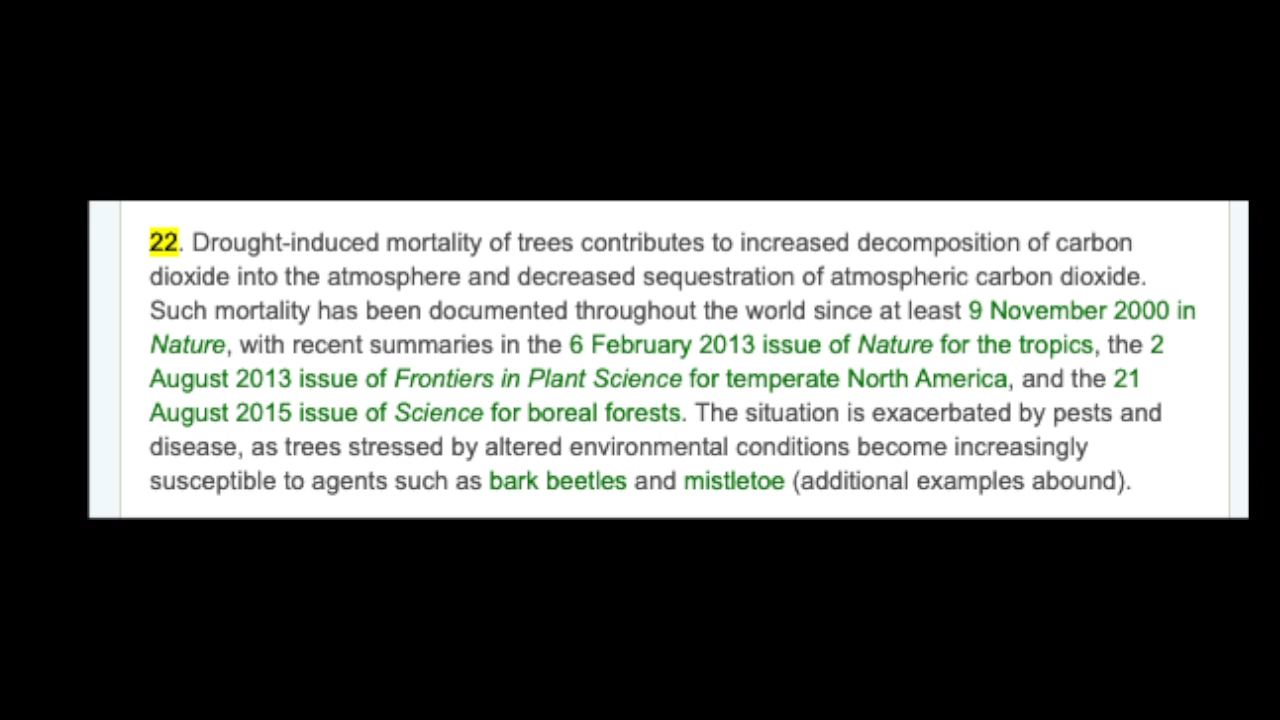 22. Drought-induced mortality of trees contributes to increased decomposition of carbon
dioxide into the atmosphere and decreased sequestration of atmospheric carbon dioxide.
Such mortality has been documented throughout the world since at least 9 November 2000 in
Nature, with recent summaries in the 6 February 2013 issue of Nature for the tropics, the 2
August 2013 issue of Frontiers in Plant Science for temperate North America, and the 21
August 2015 issue of Science for boreal forests. The situation is exacerbated by pests and
disease, as trees stressed by altered environmental conditions become increasingly
susceptible to agents such as bark beetles and mistletoe (additional examples abound).